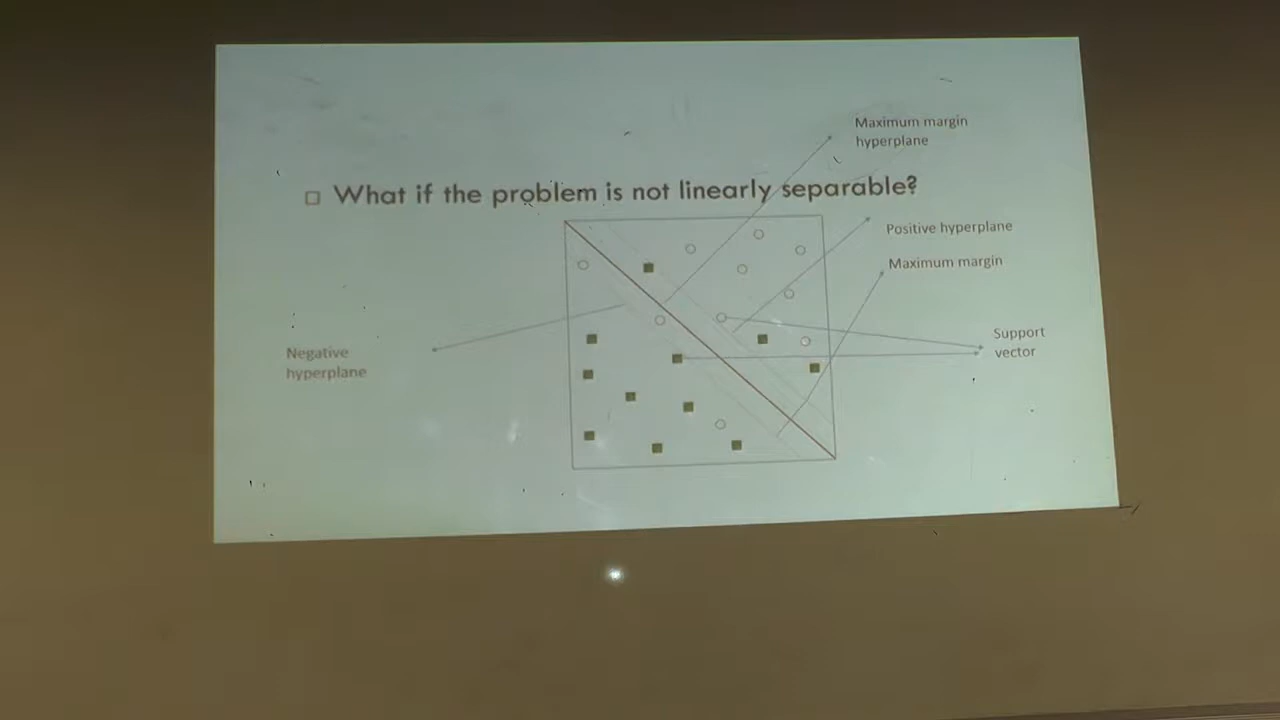 Maximum margin
hyperplane
What if the problem is not linearly separable?
Positive hyperplane
Maximum margin
Support
vector
Negative
hyperplane